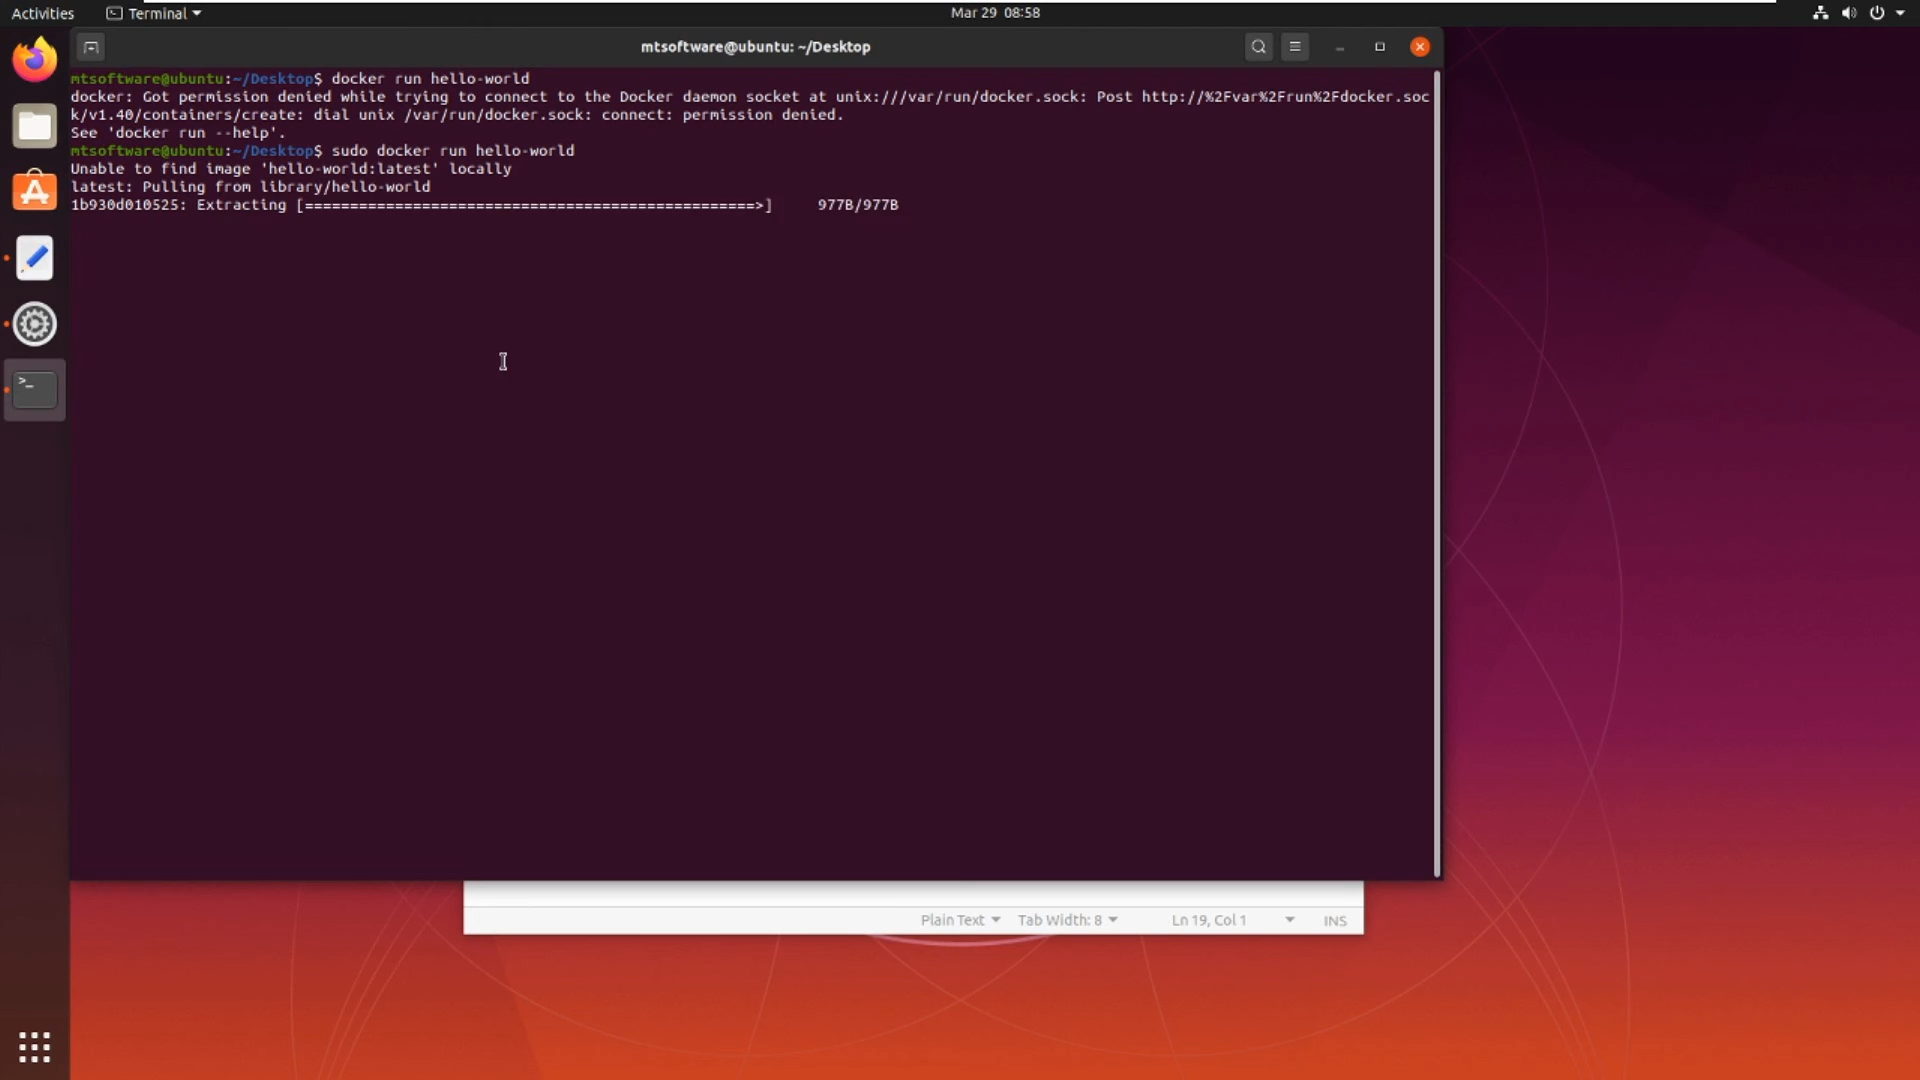 Activities
Terminal
Mar 29 08:58
mtsoftware@ubuntu: ~/Desktop
mtsoftware@ubuntu:~/Desktop$ docker run hello-world
docker: Got permission denied while trying to connect to the Docker daemon socket at unix:///var/run/docker.sock: Post http://%2Fvar%2Frun%2Fdocker.soc
k/v1.40/containers/create: dial unix /var/run/docker.sock: connect: permission denied.
See 'docker run --help'.
mtsoftware@ubuntu:~/Desktop$ sudo docker run hello-world
Unable to find image 'hello-world:latest' locally
latest: Pulling from library/hello-world
1b930d010525: Extracting [==================================================>]     977B/977B
Plain Text
Tab Width: 8
Ln 19, Col 1
INS